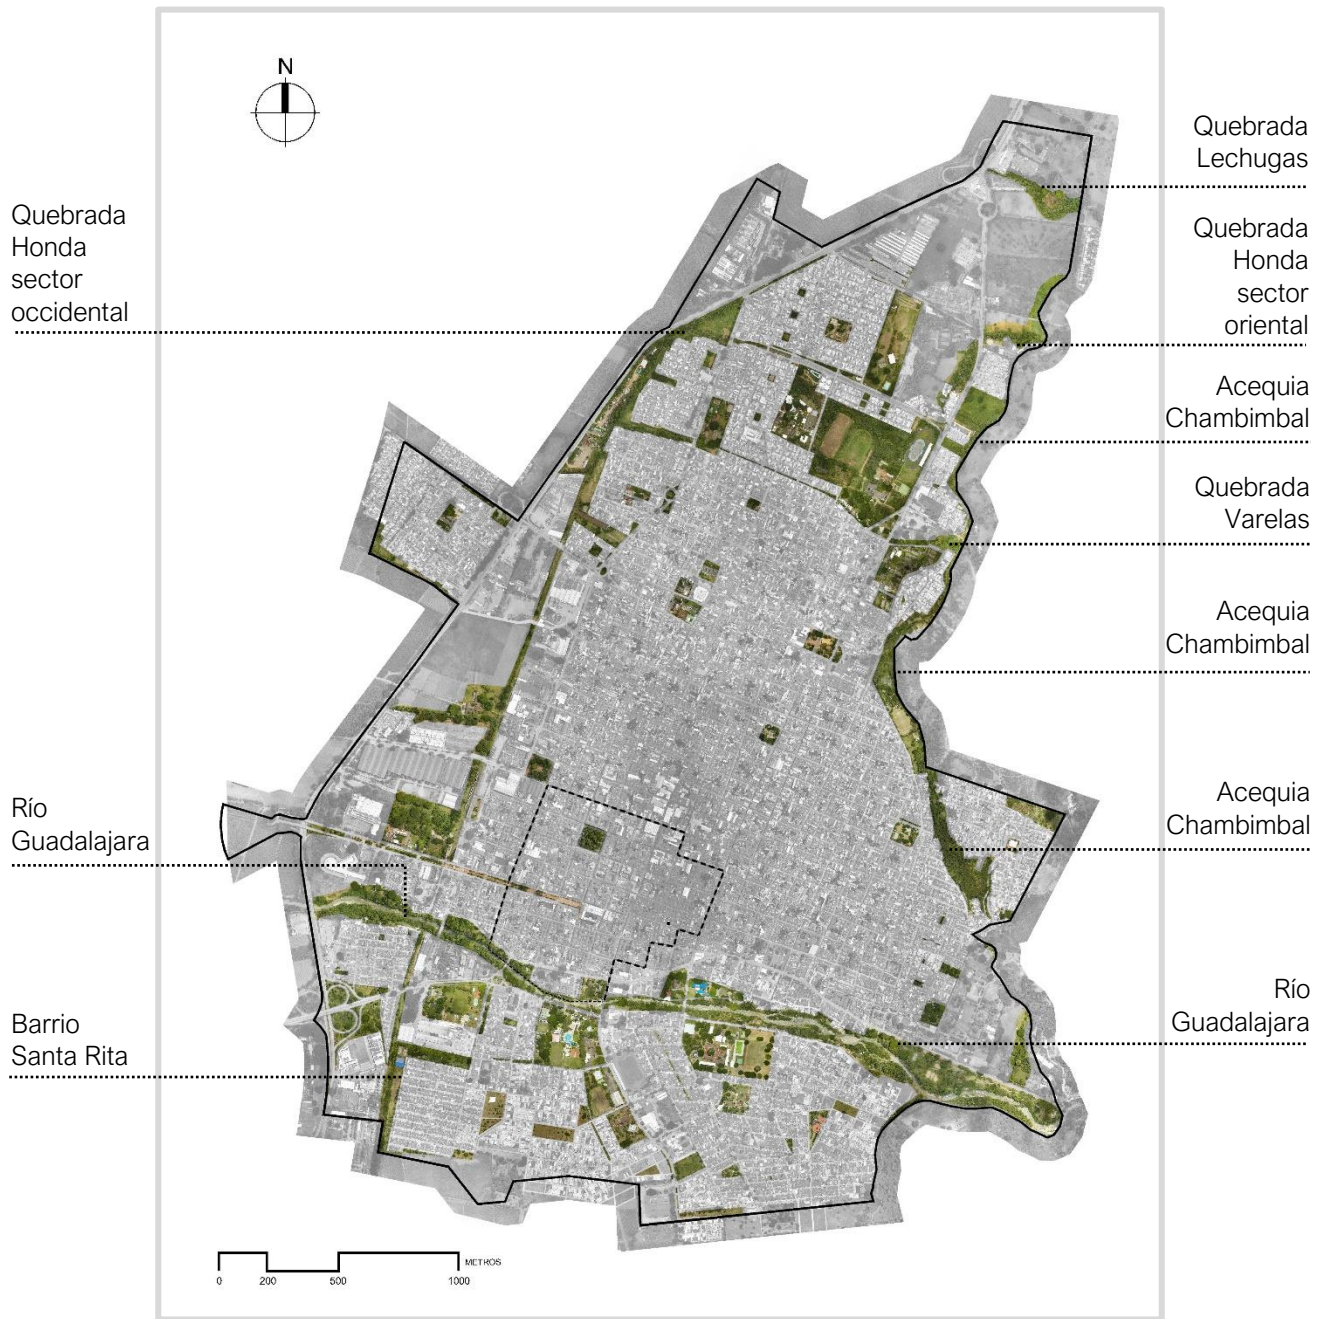 N
Quebrada
Lechugas
Quebrada
Honda
sector
occidental
Quebrada
Honda
sector
oriental
Acequia
Chambimbal
Quebrada
Varelas
Acequia
Chambimbal
Río
Guadalajara
Acequia
Chambimbal
Barrio
Santa Rita
Río
Guadalajara
METROS
0 200 500 1000